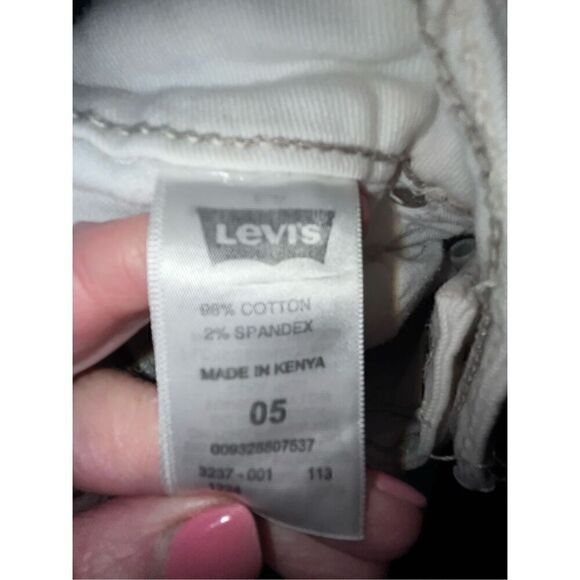 LEVI'S
98% COTTON
2% SPANDEX
MADE IN KENYA
05
009325507537
3237-001 113